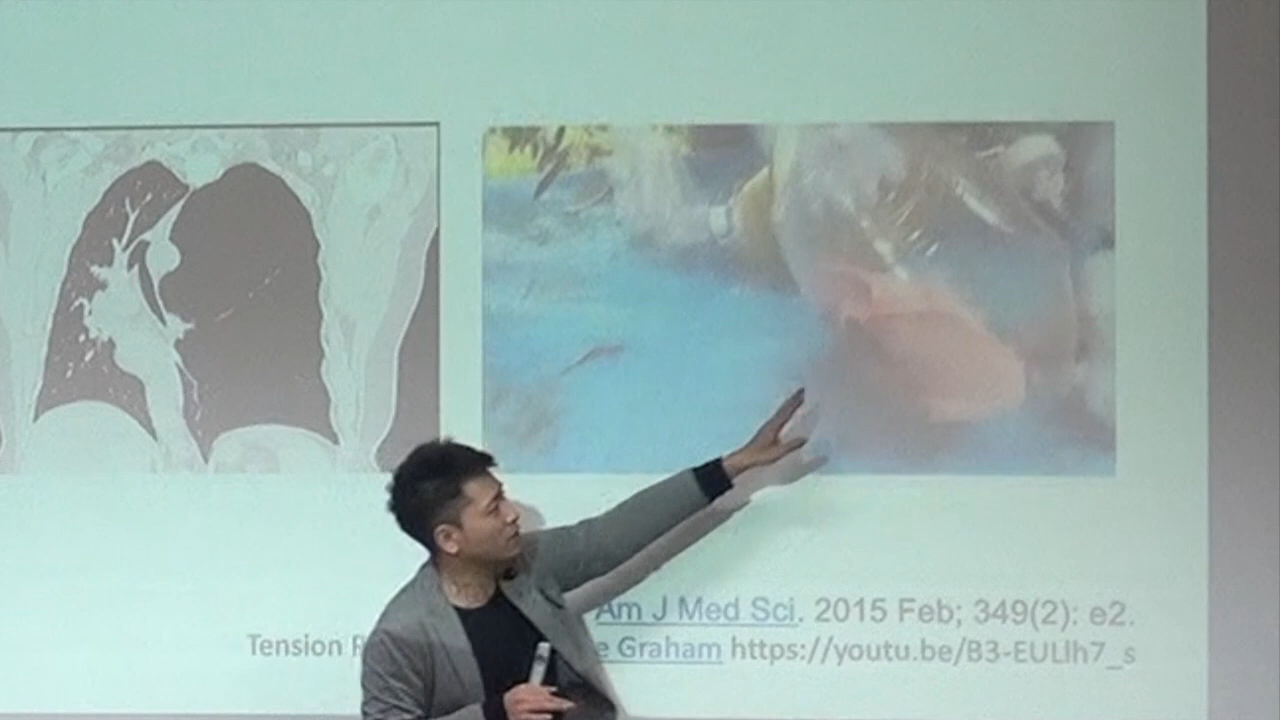 Am J Med Sci. 2015 Feb; 349(2): e2.
Tension Graham https://youtu.be/B3-EULlh7_s